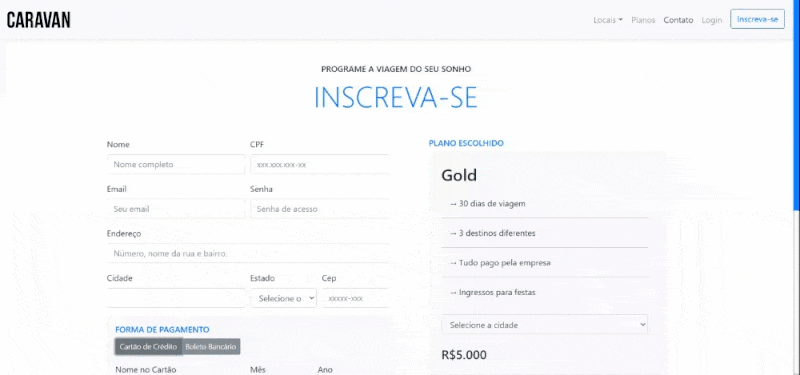 CARAVAN
Locais Planos Contato Login Inscreva-se
PROGRAME A VIAGEM DO SEU SONHO
INSCREVA-SE
Nome CPF
Nome completo xxx.xxx.xxx-xx
Email Senha
Seu email Senha de acesso
Endereço
Número, nome da rua e bairro.
Cidade Estado Cep
Selecione o xxxxx-xxx
FORMA DE PAGAMENTO
Cartão de Crédito Boleto Bancário
Nome no Cartão Mês Ano
PLANO ESCOLHIDO
Gold
→ 30 dias de viagem
→ 3 destinos diferentes
→ Tudo pago pela empresa
→ Ingressos para festas
Selecione a cidade
R$5.000